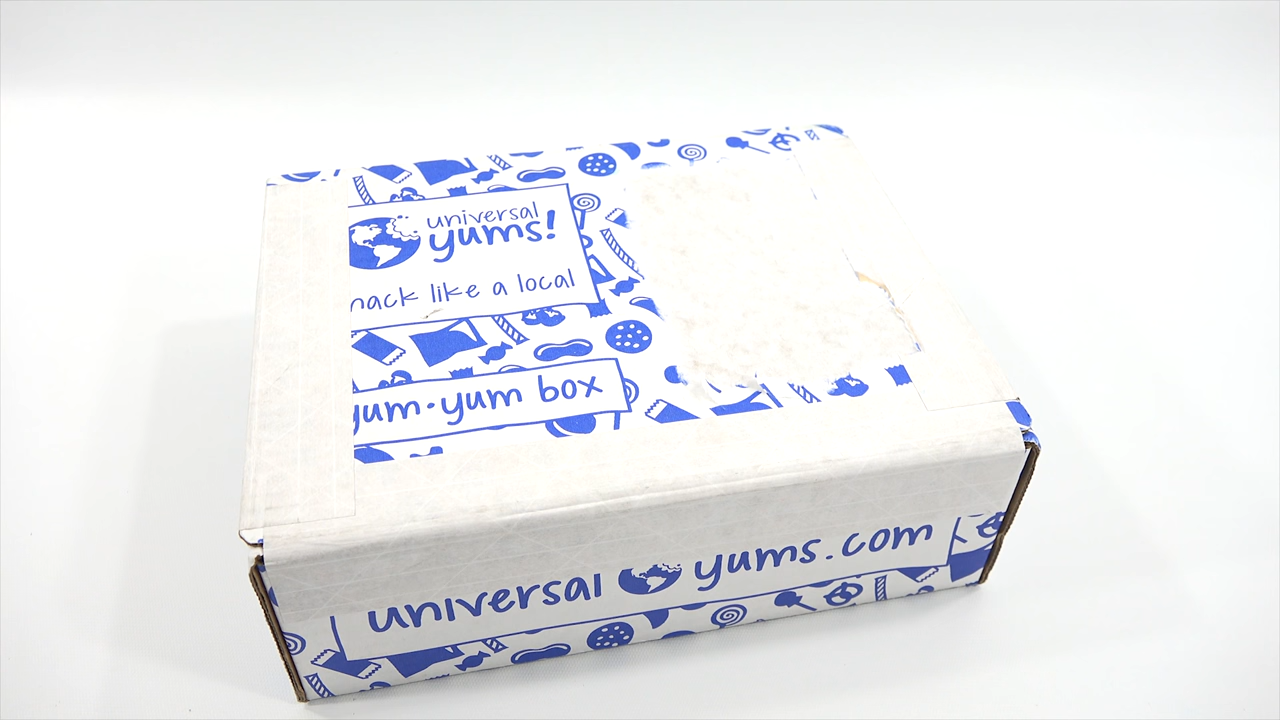 universal
yums!
nack like a local
yum•yum box
universal yums.com